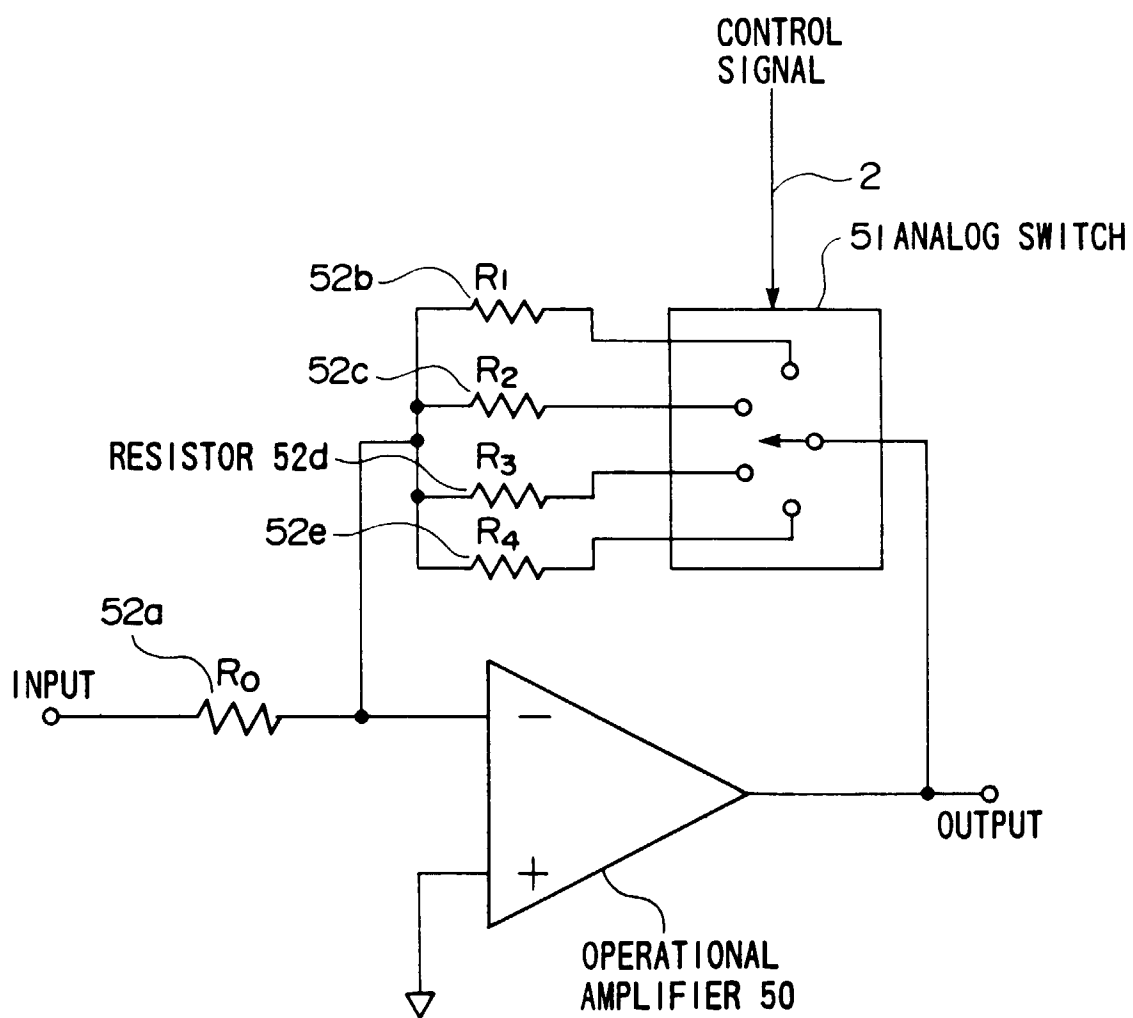 CONTROL
SIGNAL
2
51 ANALOG SWITCH
52b
R1
52c
R2
RESISTOR 52d
R3
52e
R4
52a
R0
INPUT
−
+
OUTPUT
OPERATIONAL
AMPLIFIER 50